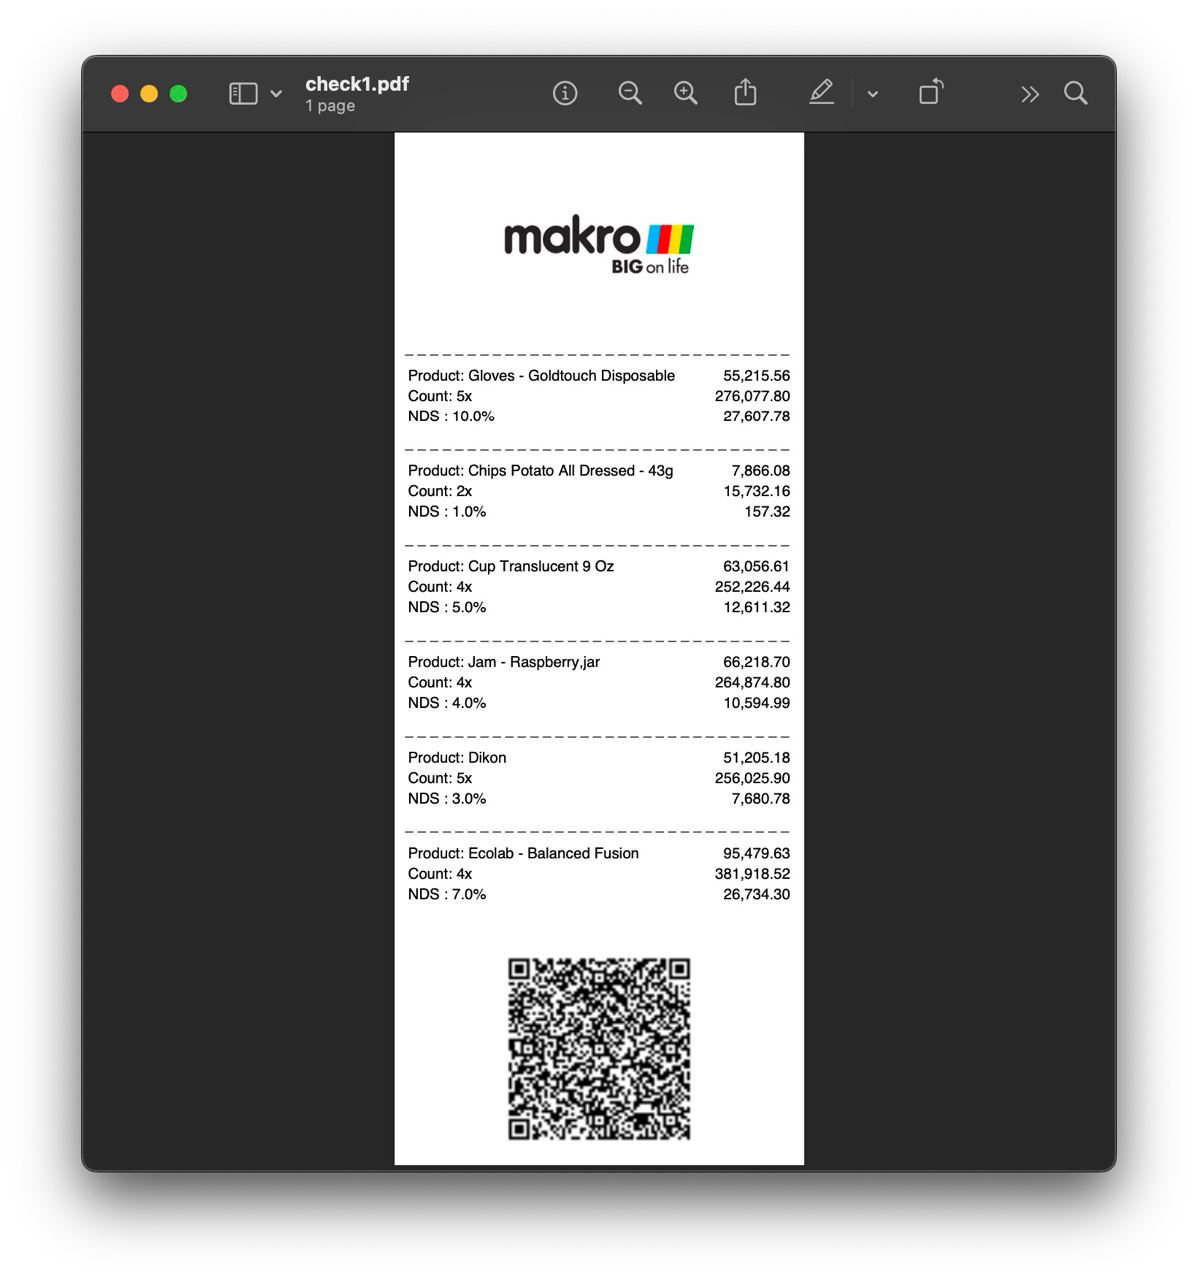 check1.pdf
1 page
makro
BIG on life
Product: Gloves - Goldtouch Disposable 55,215.56
Count: 5x 276,077.80
NDS : 10.0% 27,607.78
Product: Chips Potato All Dressed - 43g 7,866.08
Count: 2x 15,732.16
NDS : 1.0% 157.32
Product: Cup Translucent 9 Oz 63,056.61
Count: 4x 252,226.44
NDS : 5.0% 12,611.32
Product: Jam - Raspberry,jar 66,218.70
Count: 4x 264,874.80
NDS : 4.0% 10,594.99
Product: Dikon 51,205.18
Count: 5x 256,025.90
NDS : 3.0% 7,680.78
Product: Ecolab - Balanced Fusion 95,479.63
Count: 4x 381,918.52
NDS : 7.0% 26,734.30